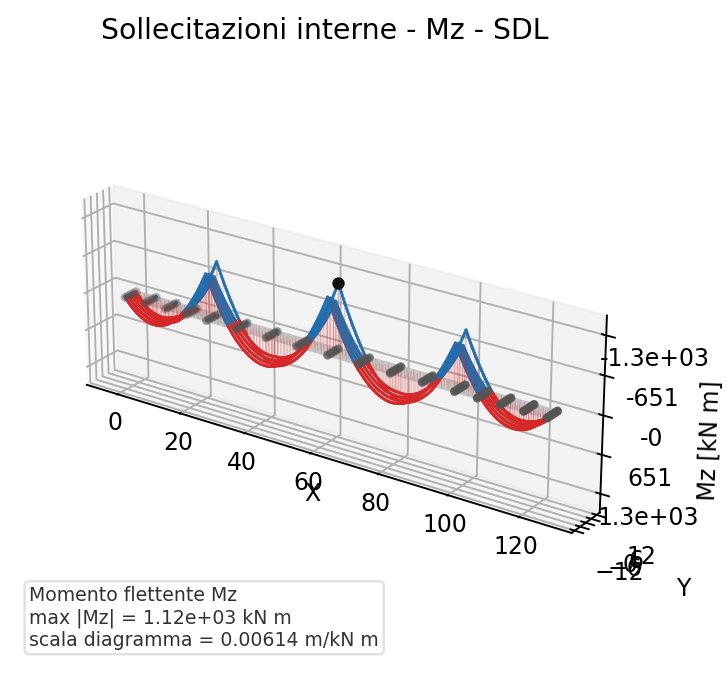 Sollecitazioni interne - Mz - SDL
-1.3e+03
-651
-0
651
1.3e+03
Mz [kN m]
0
20
40
60
80
100
120
X
12
−12
Y
Momento flettente Mz
max |Mz| = 1.12e+03 kN m
scala diagramma = 0.00614 m/kN m